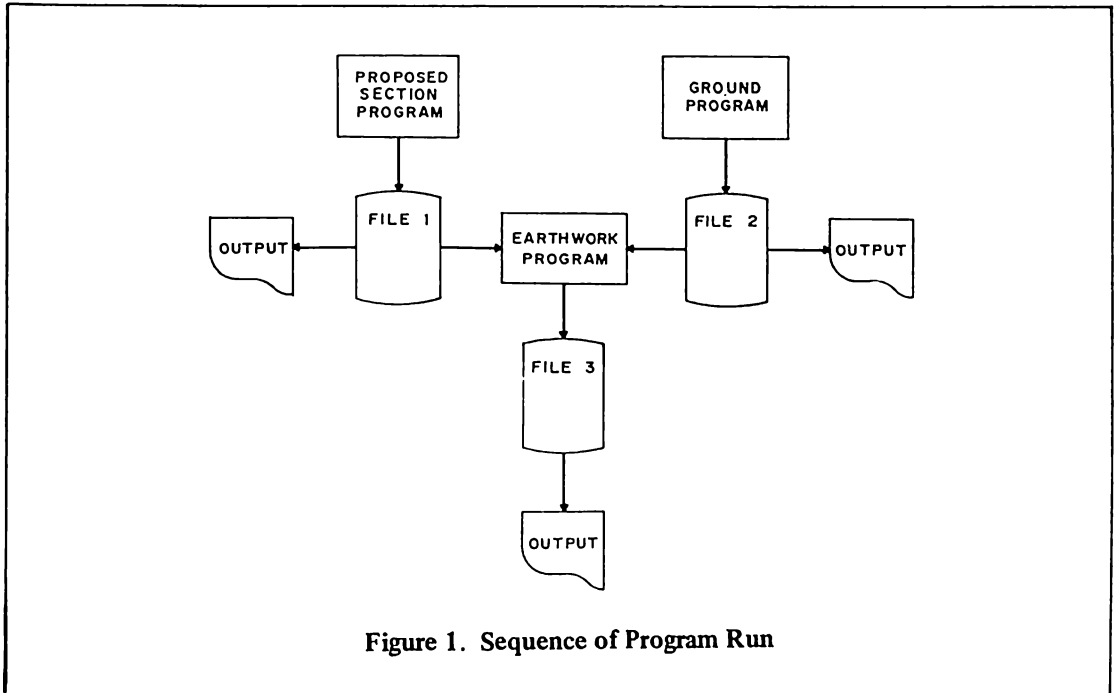 PROPOSED
SECTION
PROGRAM
GROUND
PROGRAM
OUTPUT
FILE 1
EARTHWORK
PROGRAM
FILE 2
OUTPUT
FILE 3
OUTPUT
Figure 1. Sequence of Program Run